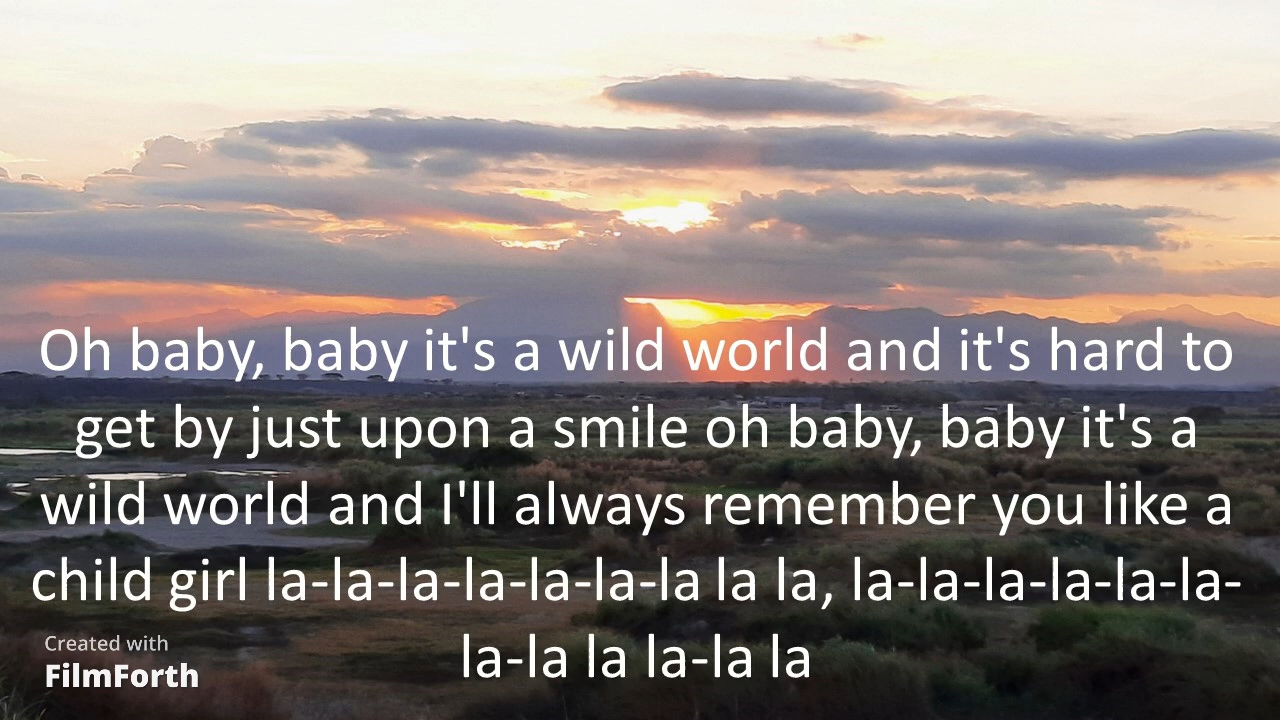 Oh baby, baby it's a wild world and it's hard to
get by just upon a smile oh baby, baby it's a
wild world and I'll always remember you like a
child girl la-la-la-la-la-la-la la la, la-la-la-la-la-la-
la-la la la-la la
Created with
FilmForth